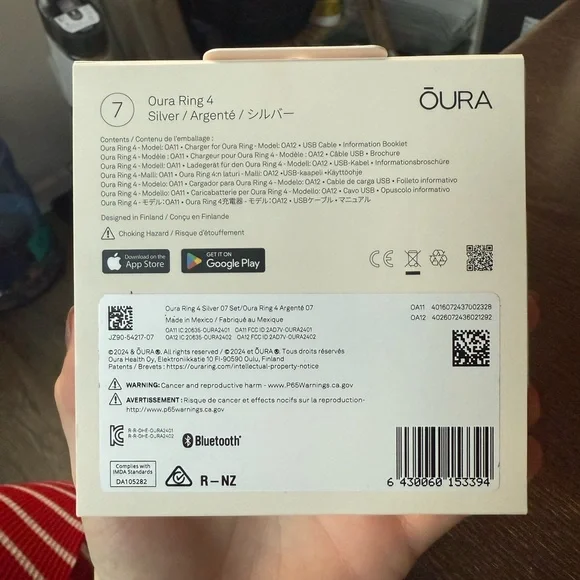 7
Oura Ring 4
Silver / Argenté / シルバー
ŌURA
Contents / Contenu de l'emballage:
Oura Ring 4 - Model: OA11 • Charger for Oura Ring - Model: OA12 • USB Cable • Information Booklet
Oura Ring 4 - Modèle : OA11 • Chargeur pour Oura Ring 4 - Modèle : OA12 • Câble USB • Brochure
Oura Ring 4 - Modell: OA11 • Ladegerät für den Oura Ring 4 - Modell: OA12 • USB-Kabel • Informationsbroschüre
Oura Ring 4 - Malli: OA11 • Oura Ring 4:n laturi - Malli: OA12 • USB-kaapeli • Käyttöohje
Oura Ring 4 - Modelo: OA11 • Cargador para Oura Ring 4 - Modelo: OA12 • Cable de carga USB • Folleto informativo
Oura Ring 4 - Modello: OA11 • Caricabatterie per Oura Ring 4 - Modello: OA12 • Cavo USB • Opuscolo informativo
Oura Ring 4 - モデル: OA11 • Oura Ring 4充電器 - モデル: OA12 • USBケーブル • マニュアル
Designed in Finland / Conçu en Finlande
Choking Hazard / Risque d'étouffement
Download on the
App Store
GET IT ON
Google Play
CE
Oura Ring 4 Silver 07 Set/Oura Ring 4 Argenté 07
Made in Mexico / Fabriqué au Mexique
OA11 IC:20635-OURA2401 OA11 FCC ID:2AD7V-OURA2401
OA12 IC:20635-OURA2402 OA12 FCC ID:2AD7V-OURA2402
OA11 4016072437002328
OA12 4026072436021292
JZ90-54217-07
©2024 & ŌURA®. All rights reserved / ©2024 et ŌURA®. Tous droits réservés
Oura Health Oy, Elektroniikkatie 10 FI-90590 Oulu, Finland
Patents / Brevets : https://ouraring.com/intellectual-property-notice
WARNING: Cancer and reproductive harm - www.P65Warnings.ca.gov
AVERTISSEMENT : Risque de cancer et effets nocifs sur la reproduction-
http://www.p65warnings.ca.gov
R-R-OHE-OURA2401
R-R-OHE-OURA2402
Bluetooth®
Complies with
IMDA Standards
DA105282
R-NZ
6 430060 153394